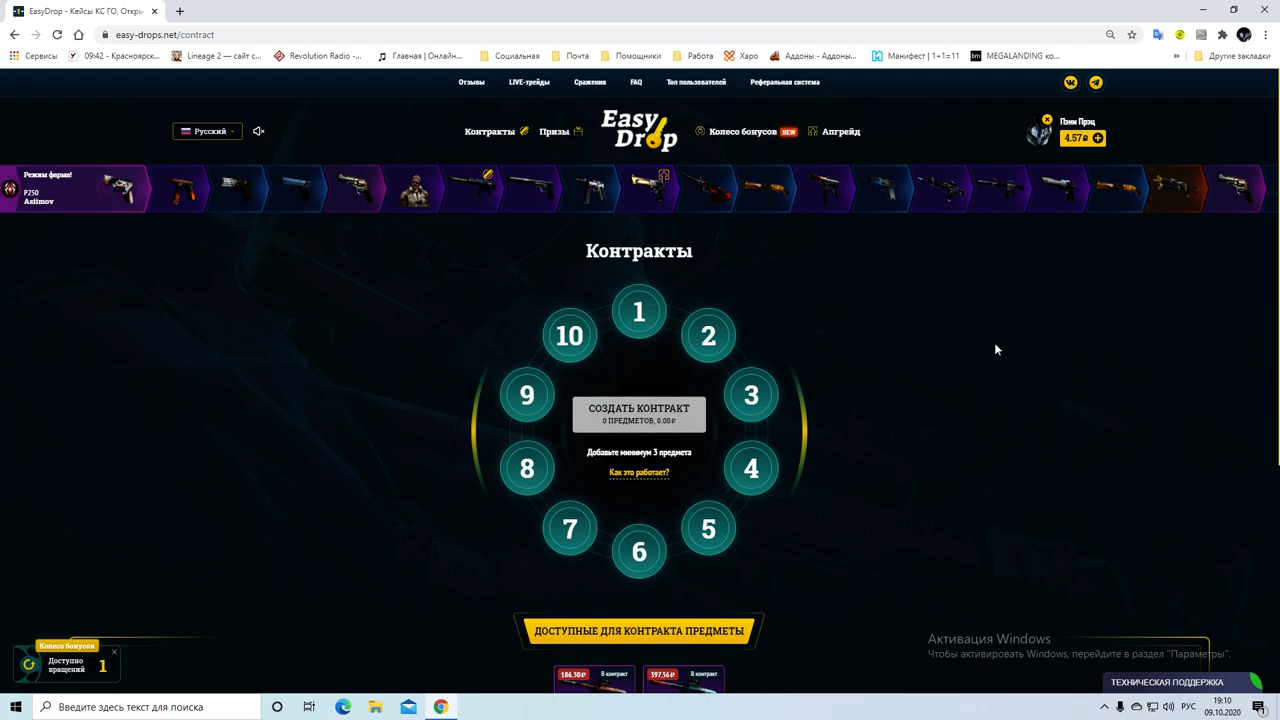 EasyDrop - Кейсы КС ГО, Откры
easy-drops.net/contract
Сервисы
09:42 - Красноярск...
Lineage 2 — сайт с...
Revolution Radio -...
Главная | Онлайн...
Социальная
Почта
Помощники
Работа
Харо
Аддоны - Аддоны...
Манифест | 1+1=11
MEGALANDING ко...
»
Другие закладки
Отзывы
LIVE-трейды
Сражения
FAQ
Топ пользователей
Реферальная система
Русский
Контракты
Призы
Easy
Drop
Колесо бонусов NEW
Апгрейд
Пэни Прэц
4.57₽
Режим фарма!
P250
Asiimov
Контракты
1
2
3
4
5
6
7
8
9
10
СОЗДАТЬ КОНТРАКТ
0 ПРЕДМЕТОВ, 0.00₽
Добавьте минимум 3 предмета
Как это работает?
ДОСТУПНЫЕ ДЛЯ КОНТРАКТА ПРЕДМЕТЫ
186.30₽ В контракт
397.36₽ В контракт
Колесо бонусов
Доступно
вращений
1
Активация Windows
Чтобы активировать Windows, перейдите в раздел "Параметры".
ТЕХНИЧЕСКАЯ ПОДДЕРЖКА
Введите здесь текст для поиска
РУС
19:10
09.10.2020